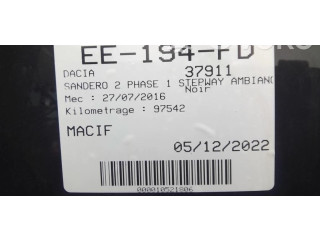 EE-194-FD
DACIA 37911
SANDERO 2 PHASE 1 STEPWAY AMBIANC
Noir
Mec : 27/07/2016
Kilometrage : 97542
MACIF
05/12/2022
000010521806